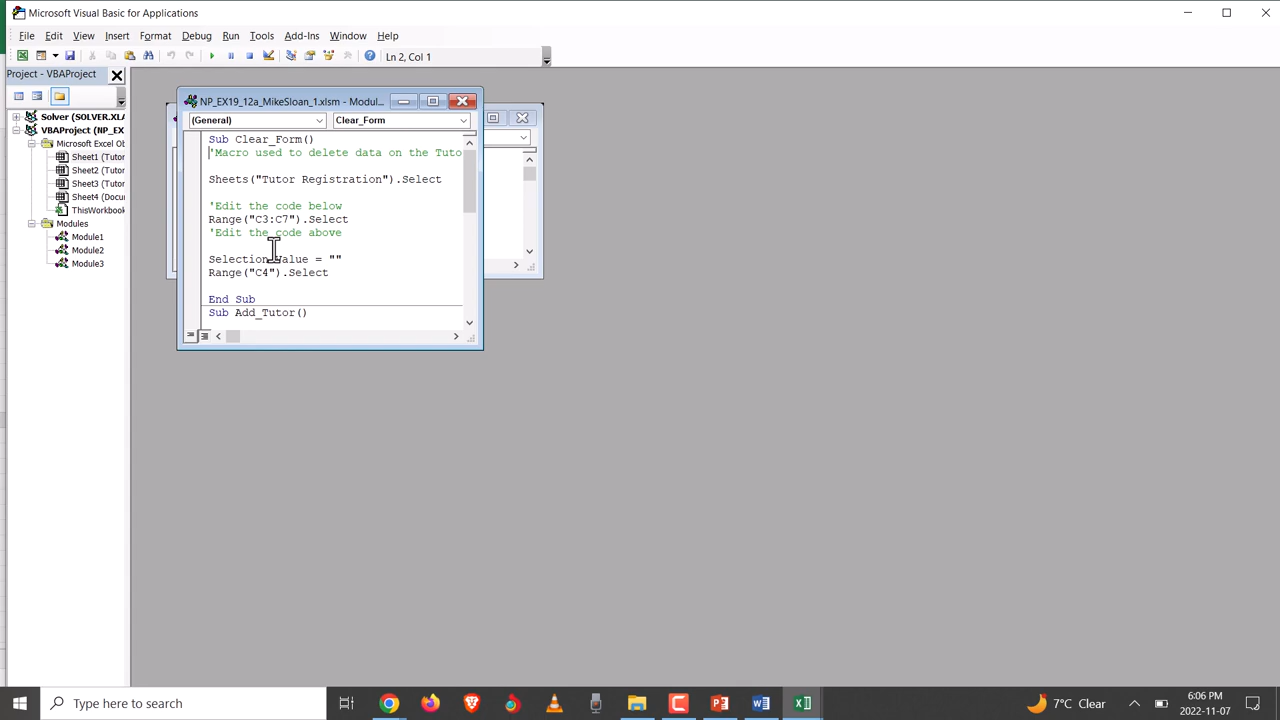 Microsoft Visual Basic for Applications
File Edit View Insert Format Debug Run Tools Add-Ins Window Help
Ln 2, Col 1
Project - VBAProject
Solver (SOLVER.XLA
VBAProject (NP_EX
Microsoft Excel Ob
Sheet1 (Tutor
Sheet2 (Tutor
Sheet3 (Tutor
Sheet4 (Docu
ThisWorkbook
Modules
Module1
Module2
Module3
NP_EX19_12a_MikeSloan_1.xlsm - Modul...
(General) Clear_Form
Sub Clear_Form()
'Macro used to delete data on the Tuto
Sheets("Tutor Registration").Select
'Edit the code below
Range("C3:C7").Select
'Edit the code above
Selection.Value = ""
Range("C4").Select
End Sub
Sub Add_Tutor()
Type here to search
7°C Clear
6:06 PM
2022-11-07